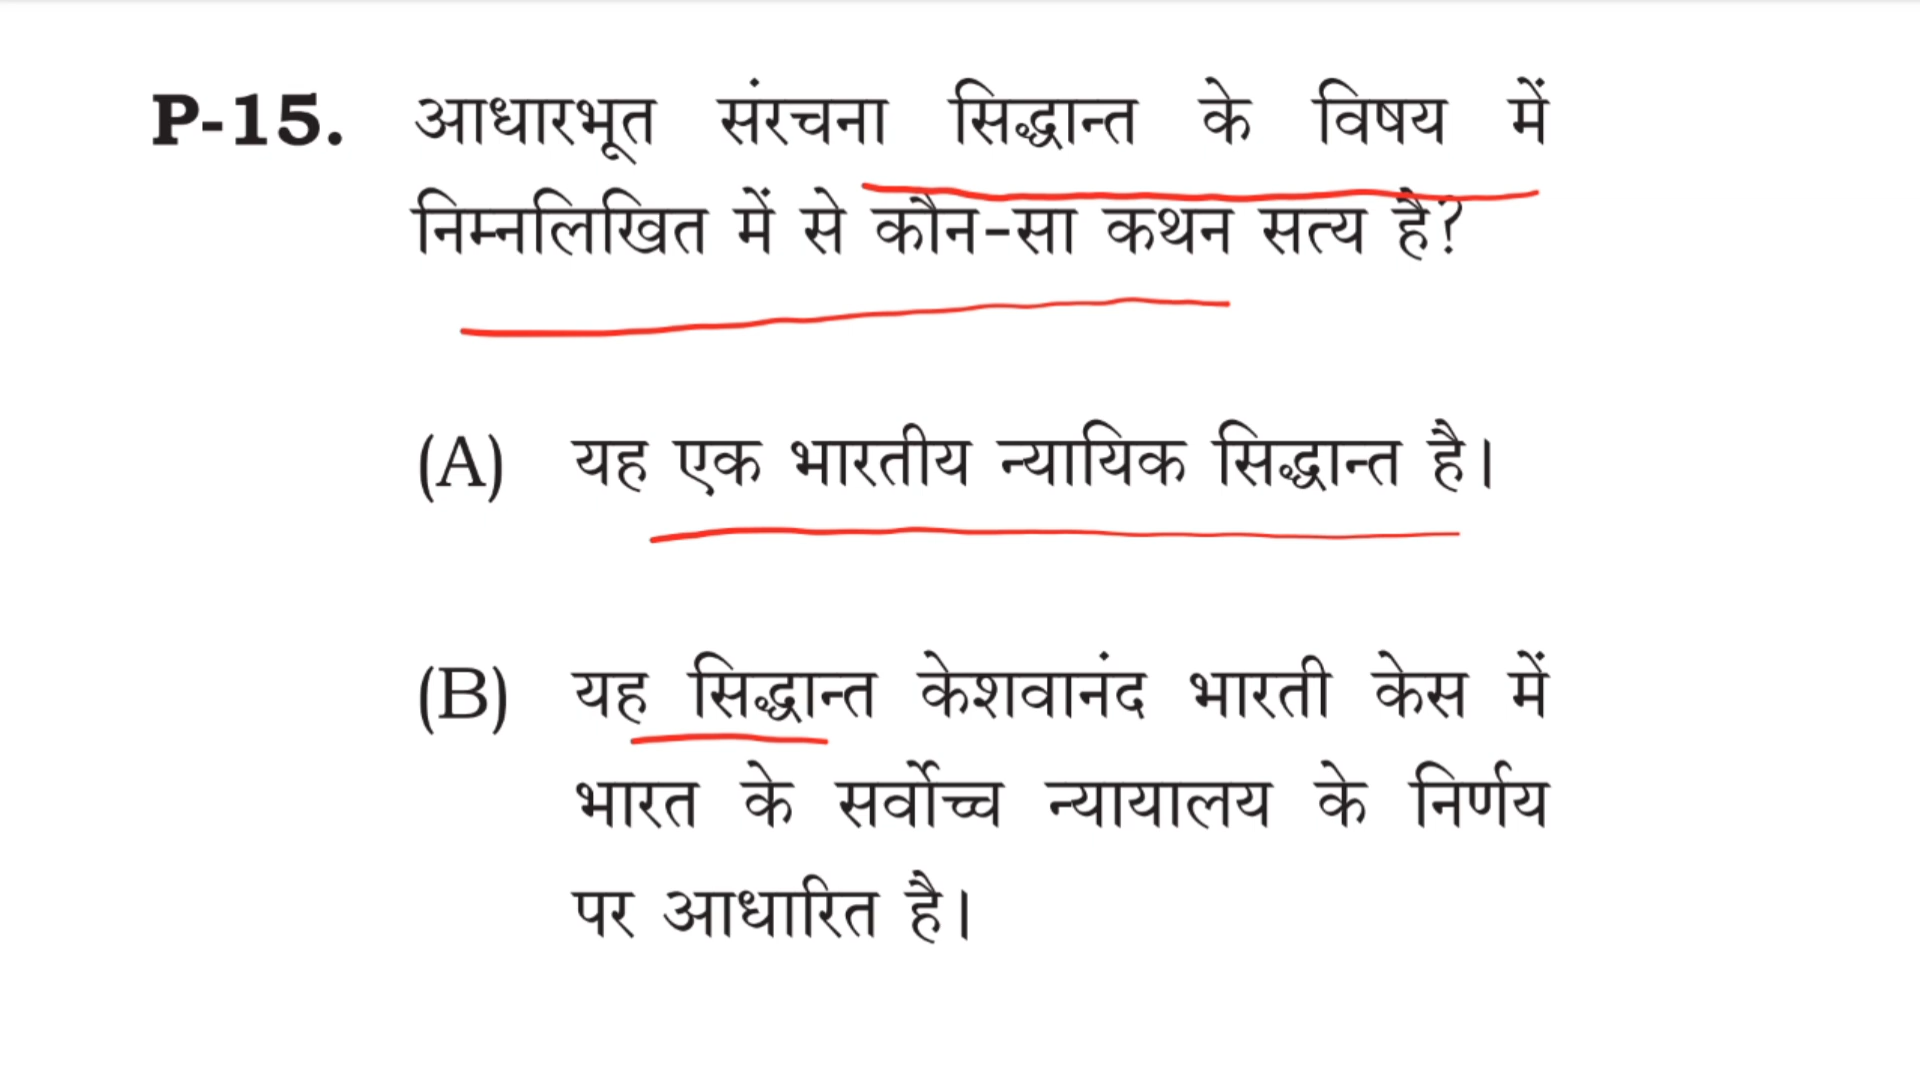 P-15. आधारभूत संरचना सिद्धान्त के विषय में
निम्नलिखित में से कौन-सा कथन सत्य है?
(A) यह एक भारतीय न्यायिक सिद्धान्त है।
(B) यह सिद्धान्त केशवानंद भारती केस में
भारत के सर्वोच्च न्यायालय के निर्णय
पर आधारित है।